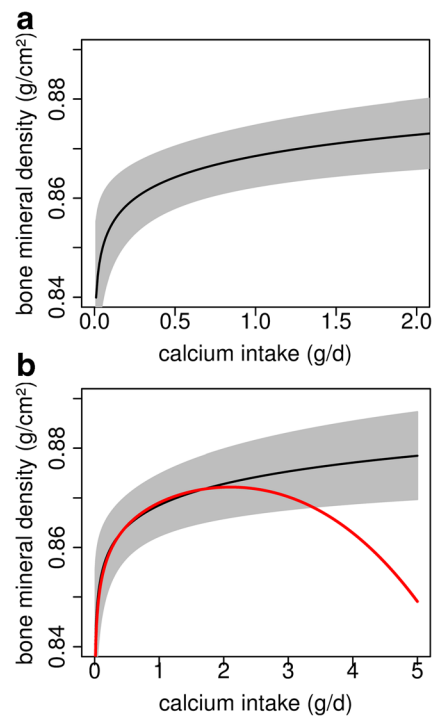 a
bone mineral density (g/cm²)
0.88
0.86
0.84
0.0 0.5 1.0 1.5 2.0
calcium intake (g/d)
b
bone mineral density (g/cm²)
0.88
0.86
0.84
0 1 2 3 4 5
calcium intake (g/d)